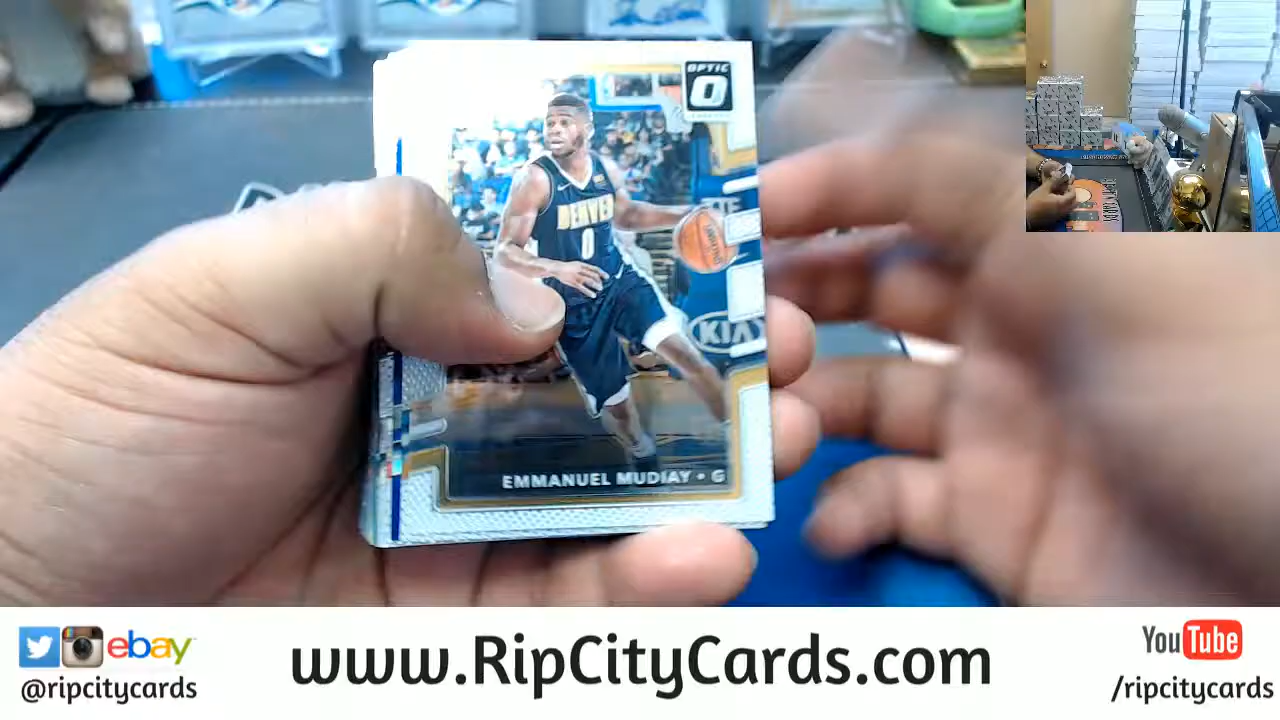 OPTIC
O
DENVER
0
KIA
EMMANUEL MUDIAY • G
ebay
@ripcitycards
www.RipCityCards.com
YouTube
/ripcitycards